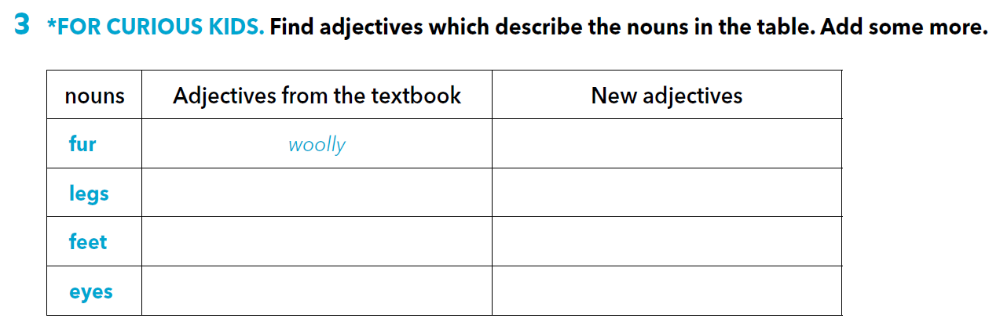 3 *FOR CURIOUS KIDS. Find adjectives which describe the nouns in the table. Add some more.
nouns Adjectives from the textbook New adjectives
fur woolly
legs
feet
eyes